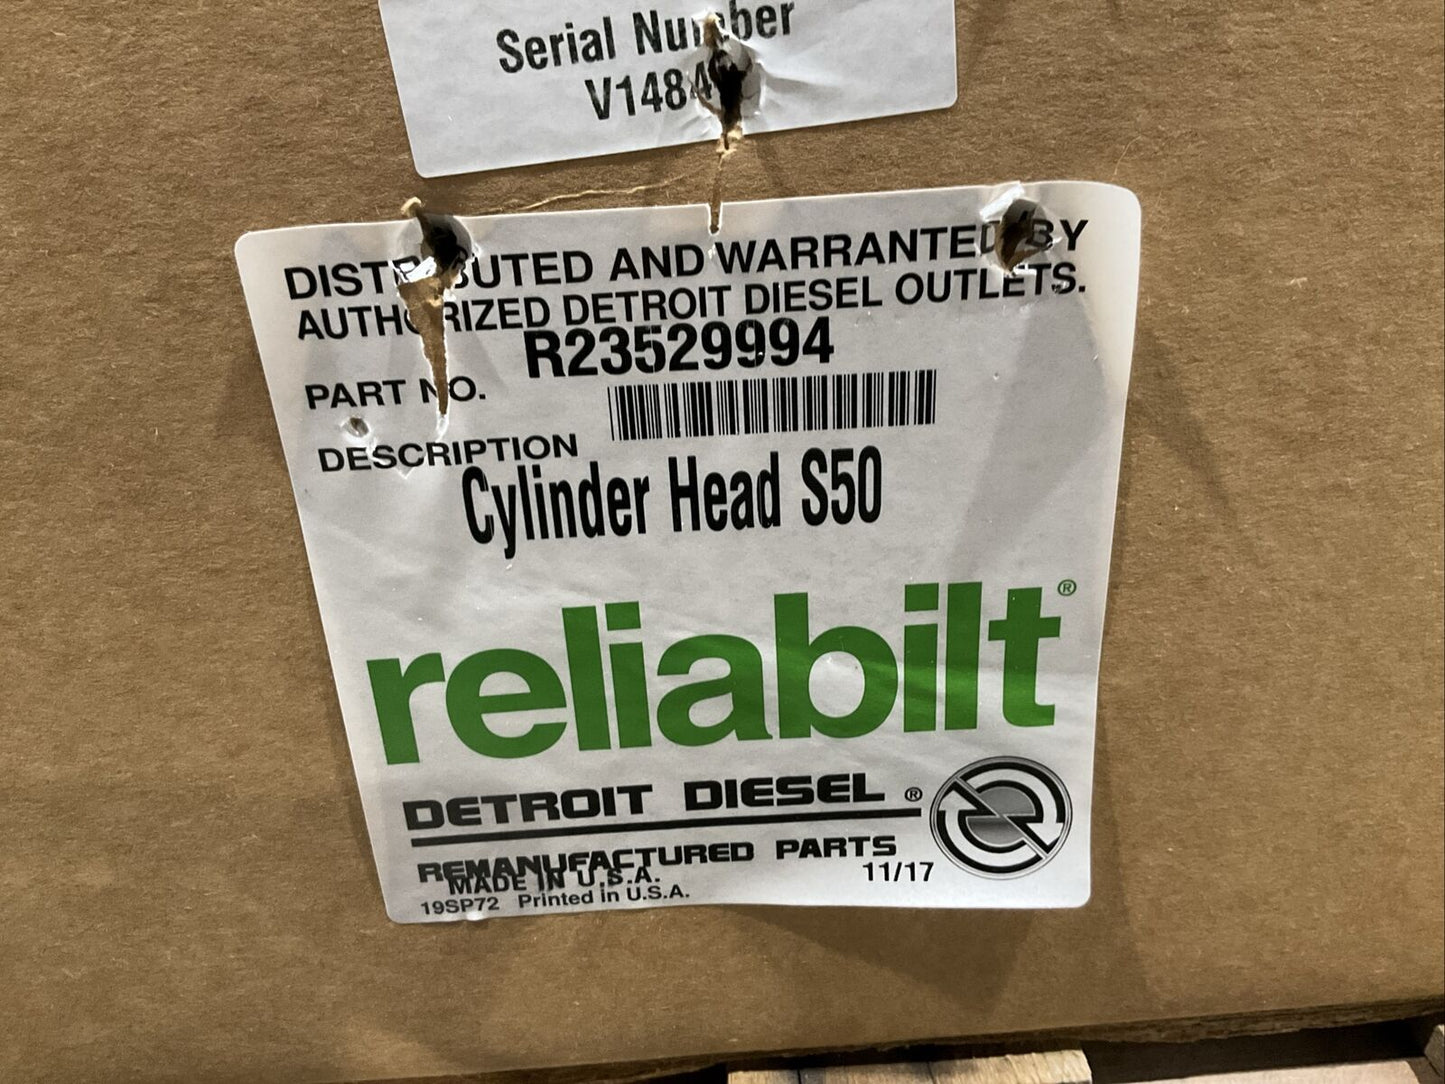 Serial Number
V1484
DISTRIBUTED AND WARRANTED BY
AUTHORIZED DETROIT DIESEL OUTLETS.
R23529994
PART NO.
DESCRIPTION
Cylinder Head S50
reliabilt®
DETROIT DIESEL®
REMANUFACTURED PARTS
MADE IN U.S.A. 11/17
19SP72 Printed in U.S.A.